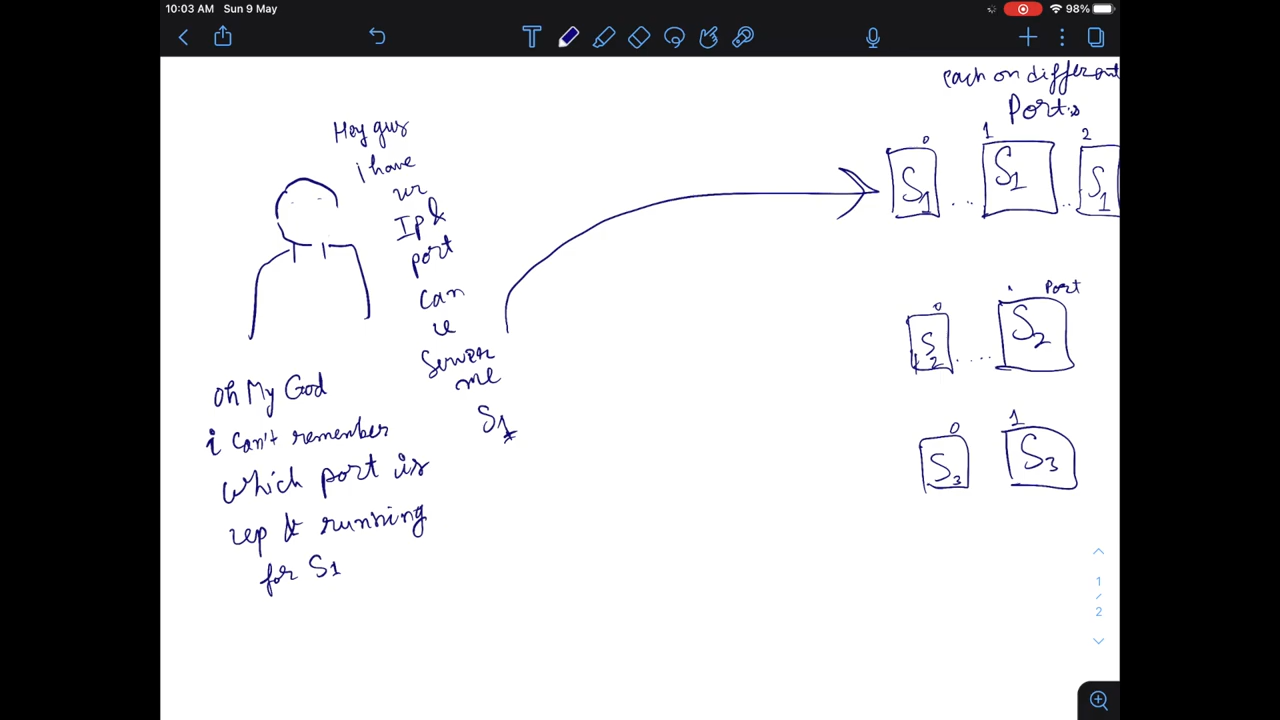 10:03 AM Sun 9 May
98%
T
each on different
Ports
Hey guy
i have
ur
Ip &
port
Can
u
Server
me
S1
0
S1
1
S1
2
S1
0
S2
Port
S2
0
S3
1
S3
Oh My God
i Can't remember
which port is
up & running
for S1
1
/
2